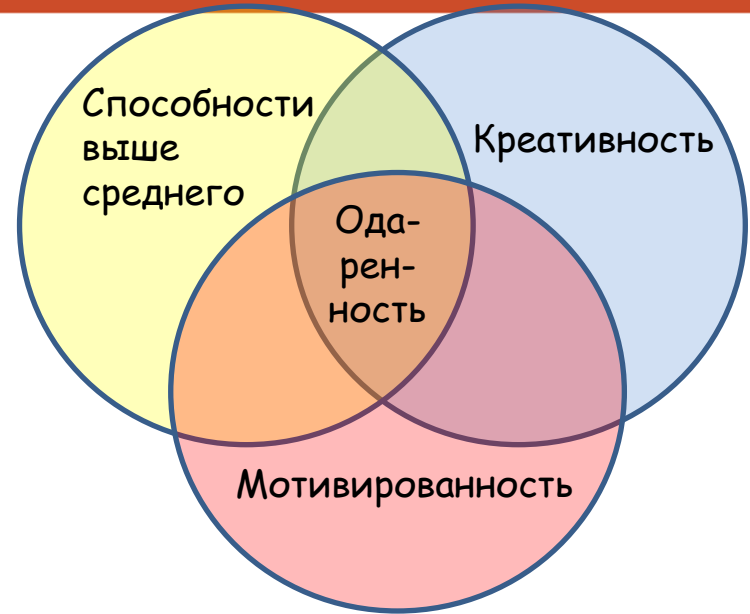 Способности
выше
среднего
Креативность
Ода-
рен-
ность
Мотивированность